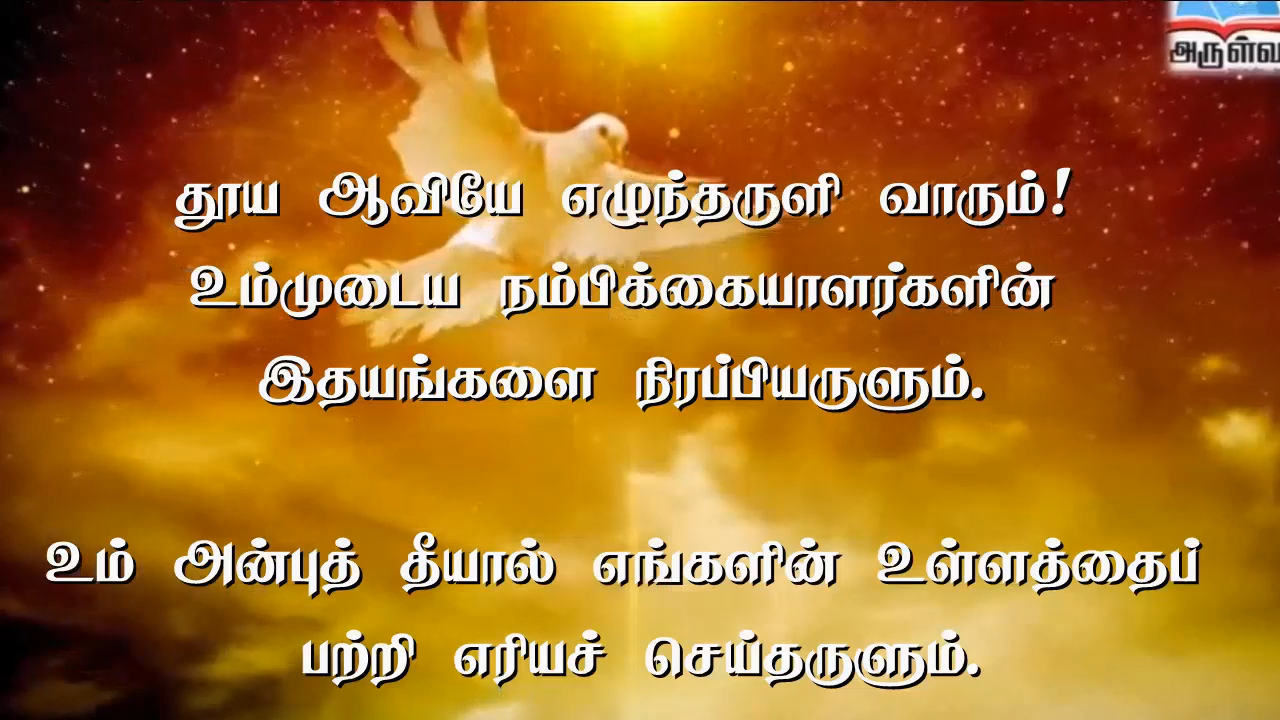 அருள்வ
தூய ஆவியே எழுந்தருளி வாரும்!
உம்முடைய நம்பிக்கையாளர்களின்
இதயங்களை நிரப்பியருளும்.
உம் அன்புத் தீயால் எங்களின் உள்ளத்தைப்
பற்றி எரியச் செய்தருளும்.